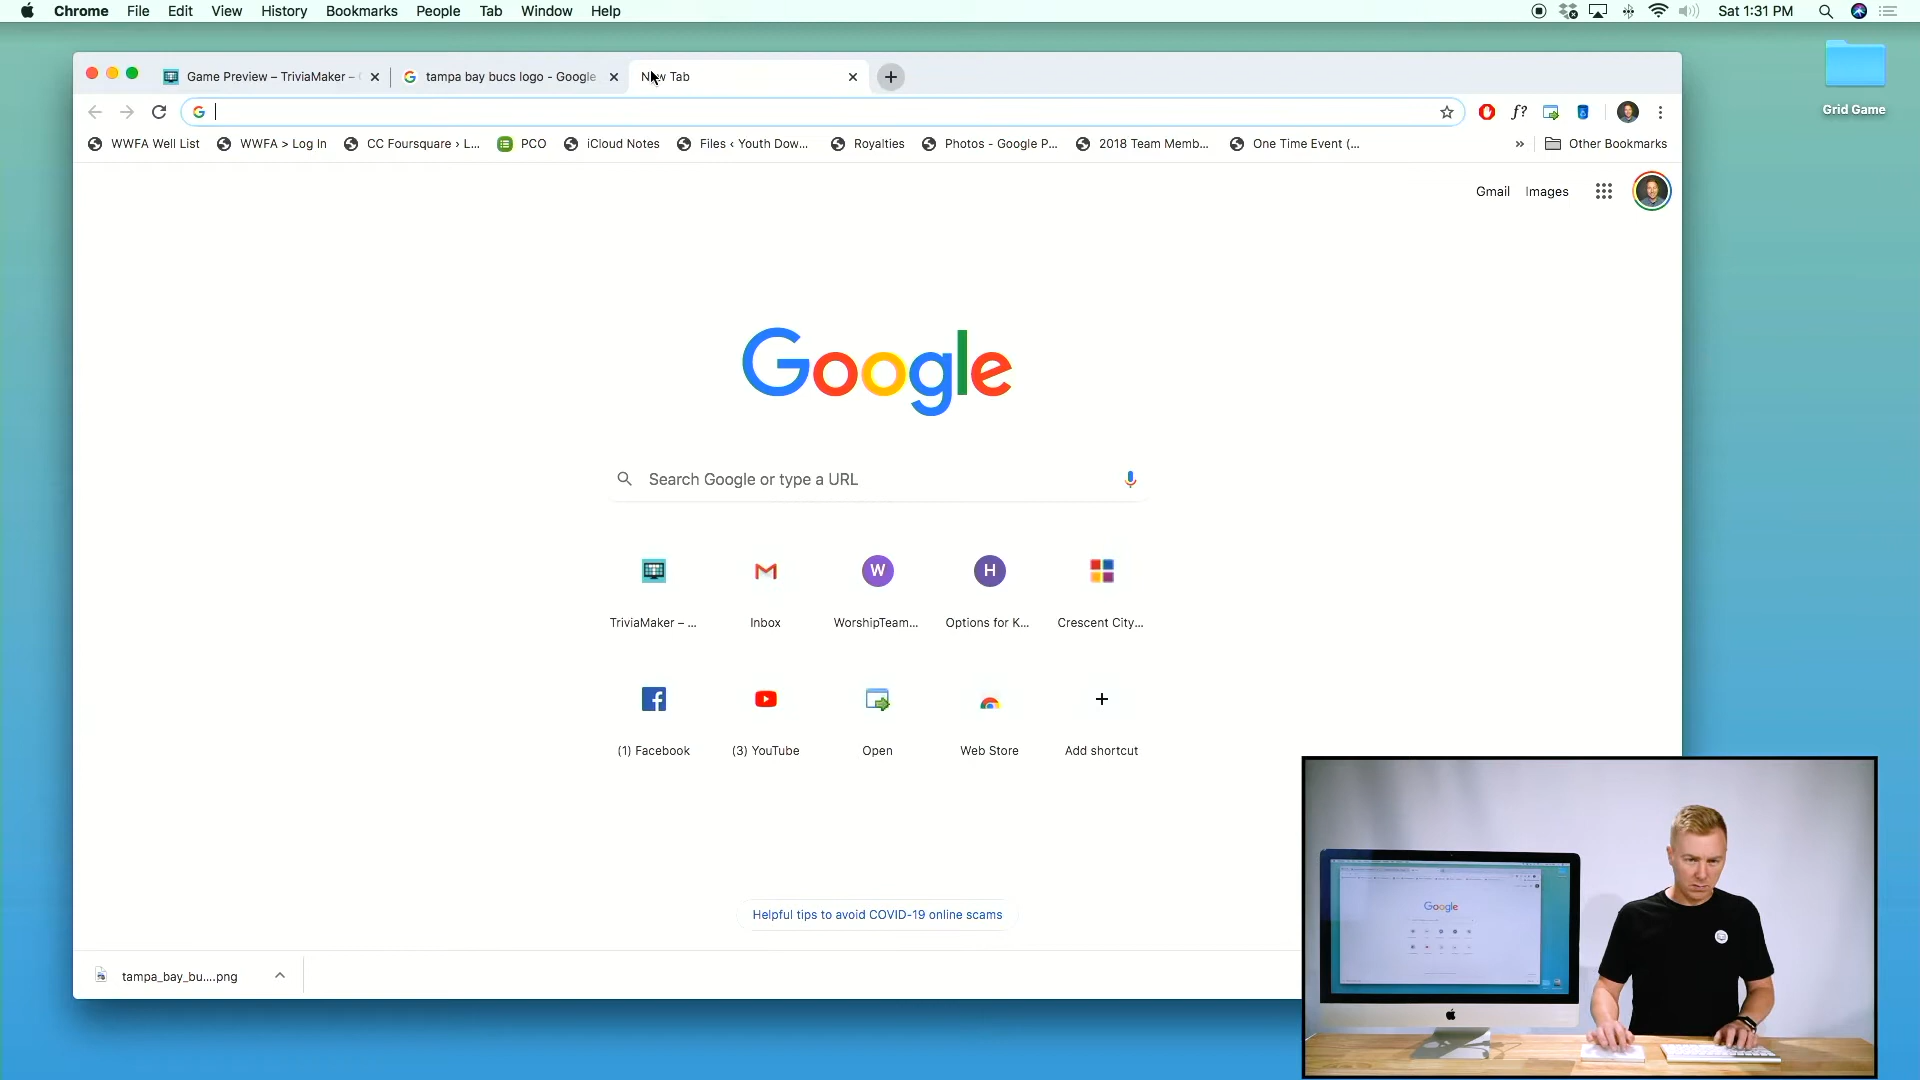 Chrome File Edit View History Bookmarks People Tab Window Help Sat 1:31 PM
Grid Game
Game Preview – TriviaMaker –
tampa bay bucs logo - Google
New Tab
WWFA Well List
WWFA > Log In
CC Foursquare › L...
PCO
iCloud Notes
Files ‹ Youth Dow...
Royalties
Photos - Google P...
2018 Team Memb...
One Time Event (...
»
Other Bookmarks
Gmail Images
Google
Search Google or type a URL
W
H
TriviaMaker – ...
Inbox
WorshipTeam...
Options for K...
Crescent City...
(1) Facebook
(3) YouTube
Open
Web Store
Add shortcut
Helpful tips to avoid COVID-19 online scams
tampa_bay_bu....png
Google